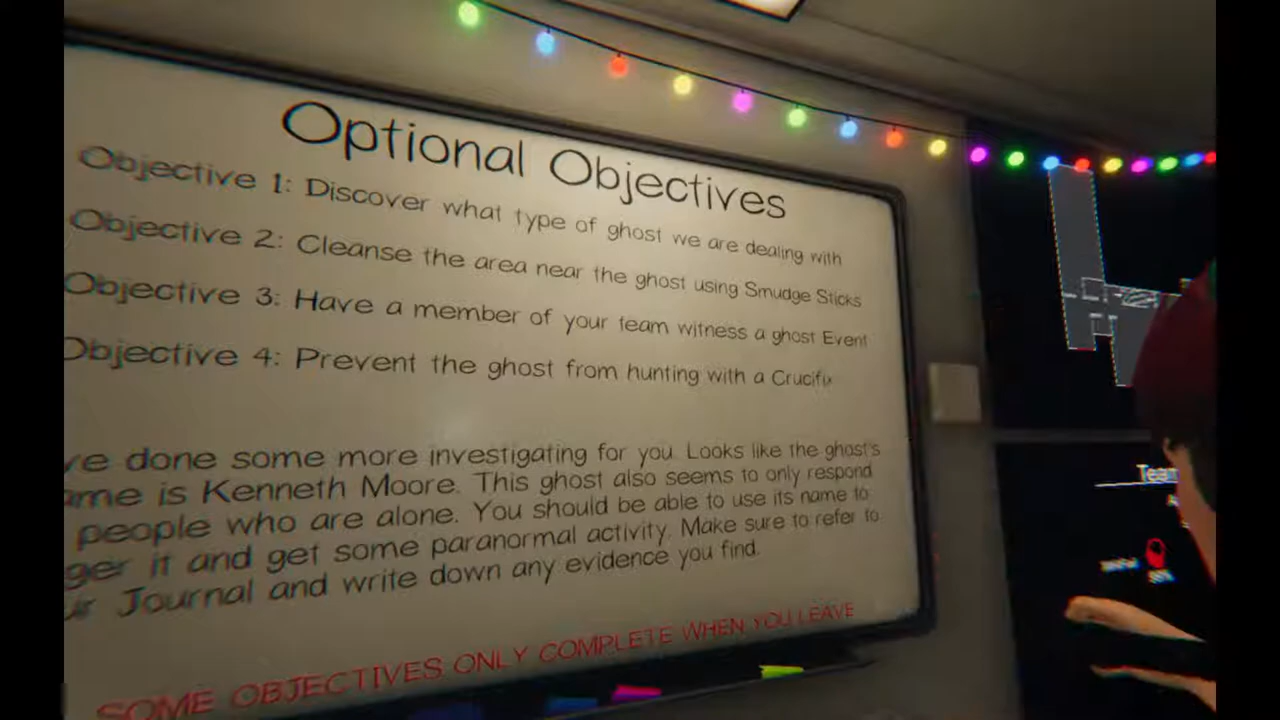 Optional Objectives
Objective 1: Discover what type of ghost we are dealing with
Objective 2: Cleanse the area near the ghost using Smudge Sticks
Objective 3: Have a member of your team witness a ghost Event
Objective 4: Prevent the ghost from hunting with a
done some more investigating for you. Looks like the ghost's
is Kenneth Moore. This ghost also seems to only respond
people who are alone. You should be able to use its name to
it and get some paranormal activity. Make sure to refer to
Journal and write down any evidence you find.
SOME OBJECTIVES ONLY COMPLETE WHEN YOU LEAVE
Team